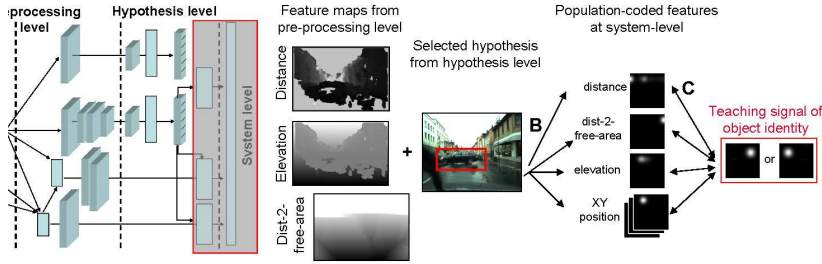 processing
level
Hypothesis level
System level
Feature maps from
pre-processing level
Distance
Elevation
Dist-2-
free-area
+
Selected hypothesis
from hypothesis level
B
Population-coded features
at system-level
distance
dist-2-
free-area
elevation
XY
position
C
Teaching signal of
object identity
or